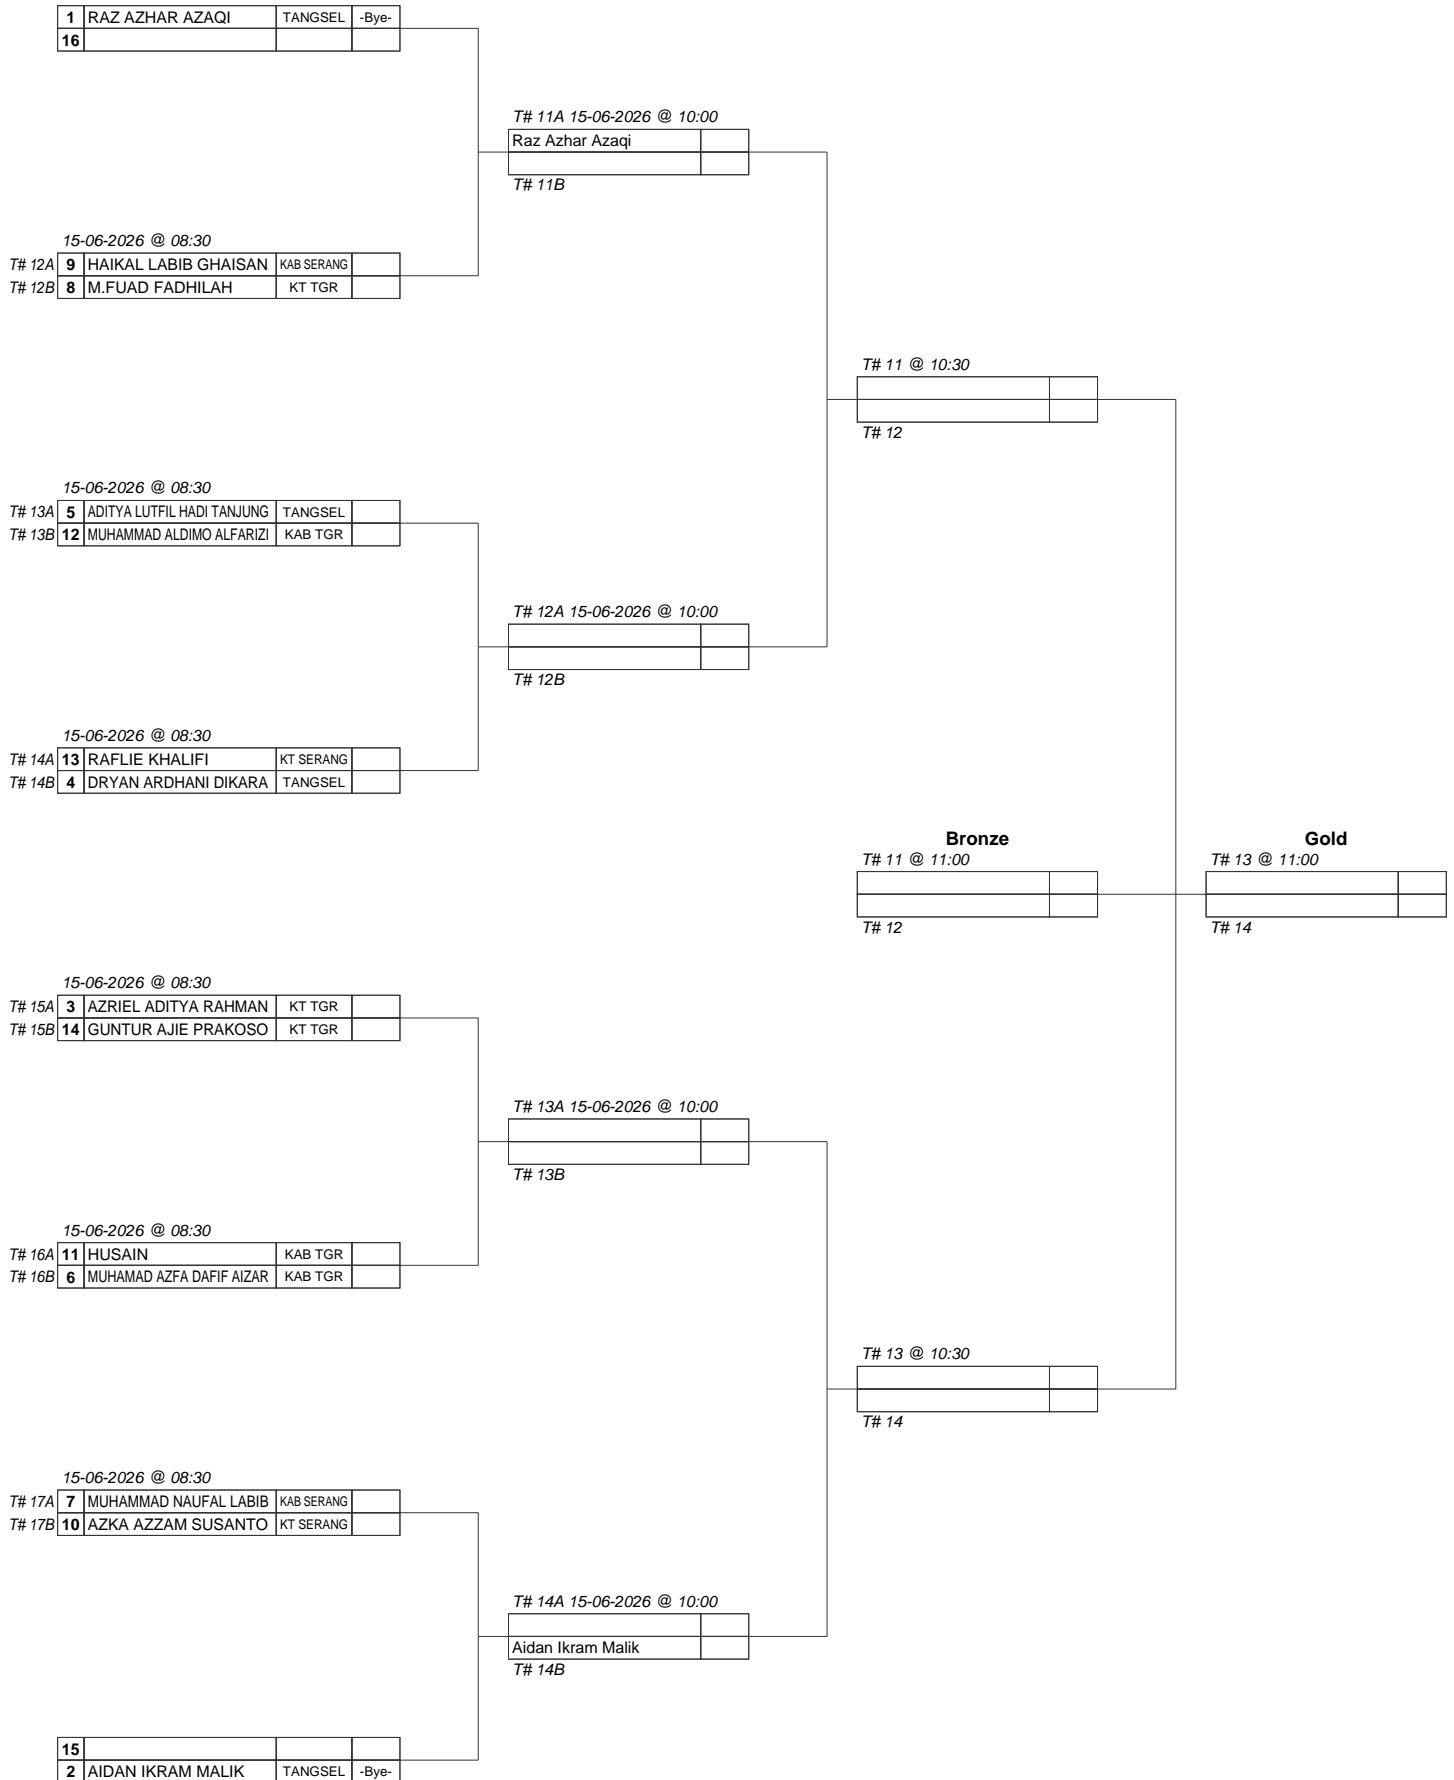 1 RAZ AZHAR AZAQI TANGSEL -Bye-
16
T# 11A 15-06-2026 @ 10:00
Raz Azhar Azaqi
T# 11B
15-06-2026 @ 08:30
T# 12A 9 HAIKAL LABIB GHAISAN KAB SERANG
T# 12B 8 M.FUAD FADHILAH KT TGR
T# 11 @ 10:30
T# 12
15-06-2026 @ 08:30
T# 13A 5 ADITYA LUTFIL HADI TANJUNG TANGSEL
T# 13B 12 MUHAMMAD ALDIMO ALFARIZI KAB TGR
T# 12A 15-06-2026 @ 10:00
T# 12B
15-06-2026 @ 08:30
T# 14A 13 RAFLIE KHALIFI KT SERANG
T# 14B 4 DRYAN ARDHANI DIKARA TANGSEL
Bronze Gold
T# 11 @ 11:00 T# 13 @ 11:00
T# 12 T# 14
15-06-2026 @ 08:30
T# 15A 3 AZRIEL ADITYA RAHMAN KT TGR
T# 15B 14 GUNTUR AJIE PRAKOSO KT TGR
T# 13A 15-06-2026 @ 10:00
T# 13B
15-06-2026 @ 08:30
T# 16A 11 HUSAIN KAB TGR
T# 16B 6 MUHAMAD AZFA DAFIF AIZAR KAB TGR
T# 13 @ 10:30
T# 14
15-06-2026 @ 08:30
T# 17A 7 MUHAMMAD NAUFAL LABIB KAB SERANG
T# 17B 10 AZKA AZZAM SUSANTO KT SERANG
T# 14A 15-06-2026 @ 10:00
Aidan Ikram Malik
T# 14B
15
2 AIDAN IKRAM MALIK TANGSEL -Bye-